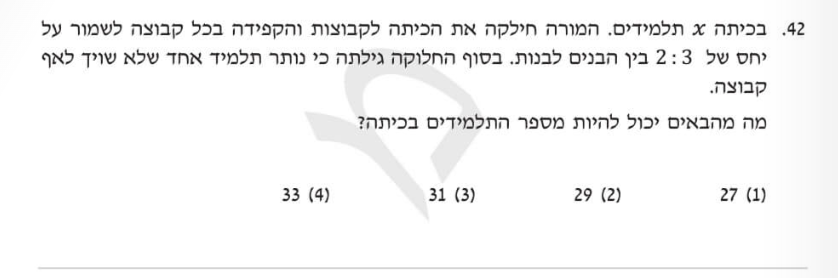 42. בכיתה x תלמידים. המורה חילקה את הכיתה לקבוצות והקפידה בכל קבוצה לשמור על
יחס של 2:3 בין הבנים לבנות. בסוף החלוקה גילתה כי נותר תלמיד אחד שלא שויך לאף
קבוצה.
מה מהבאים יכול להיות מספר התלמידים בכיתה?
(1) 27 (2) 29 (3) 31 (4) 33